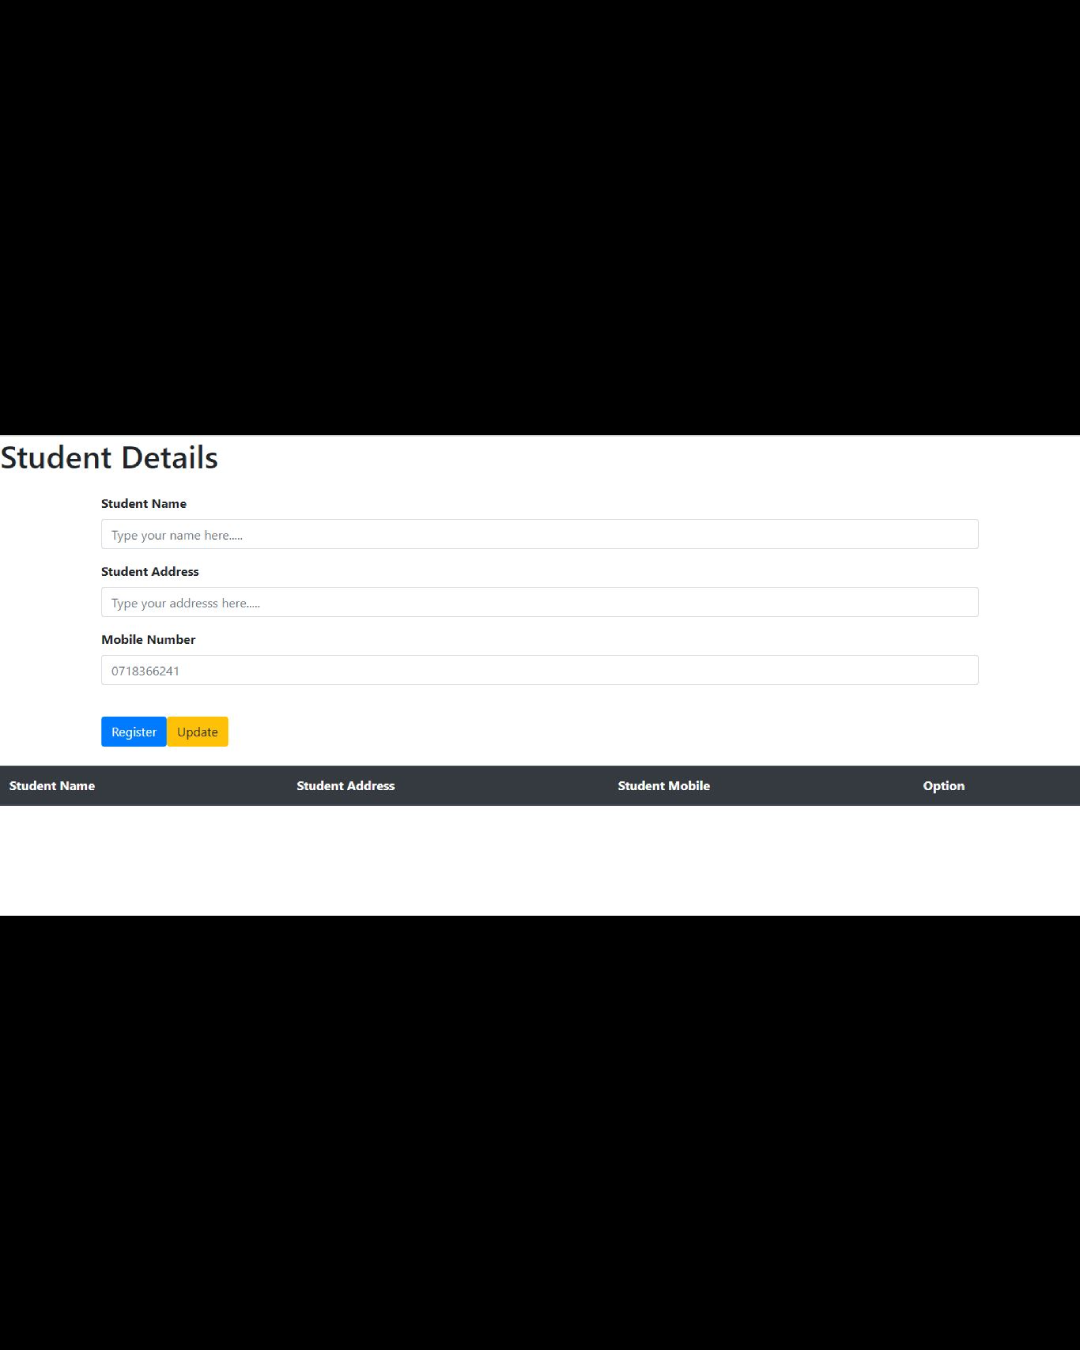 Student Details
Student Name
Type your name here.....
Student Address
Type your addresss here.....
Mobile Number
0718366241
Register Update
Student Name Student Address Student Mobile Option